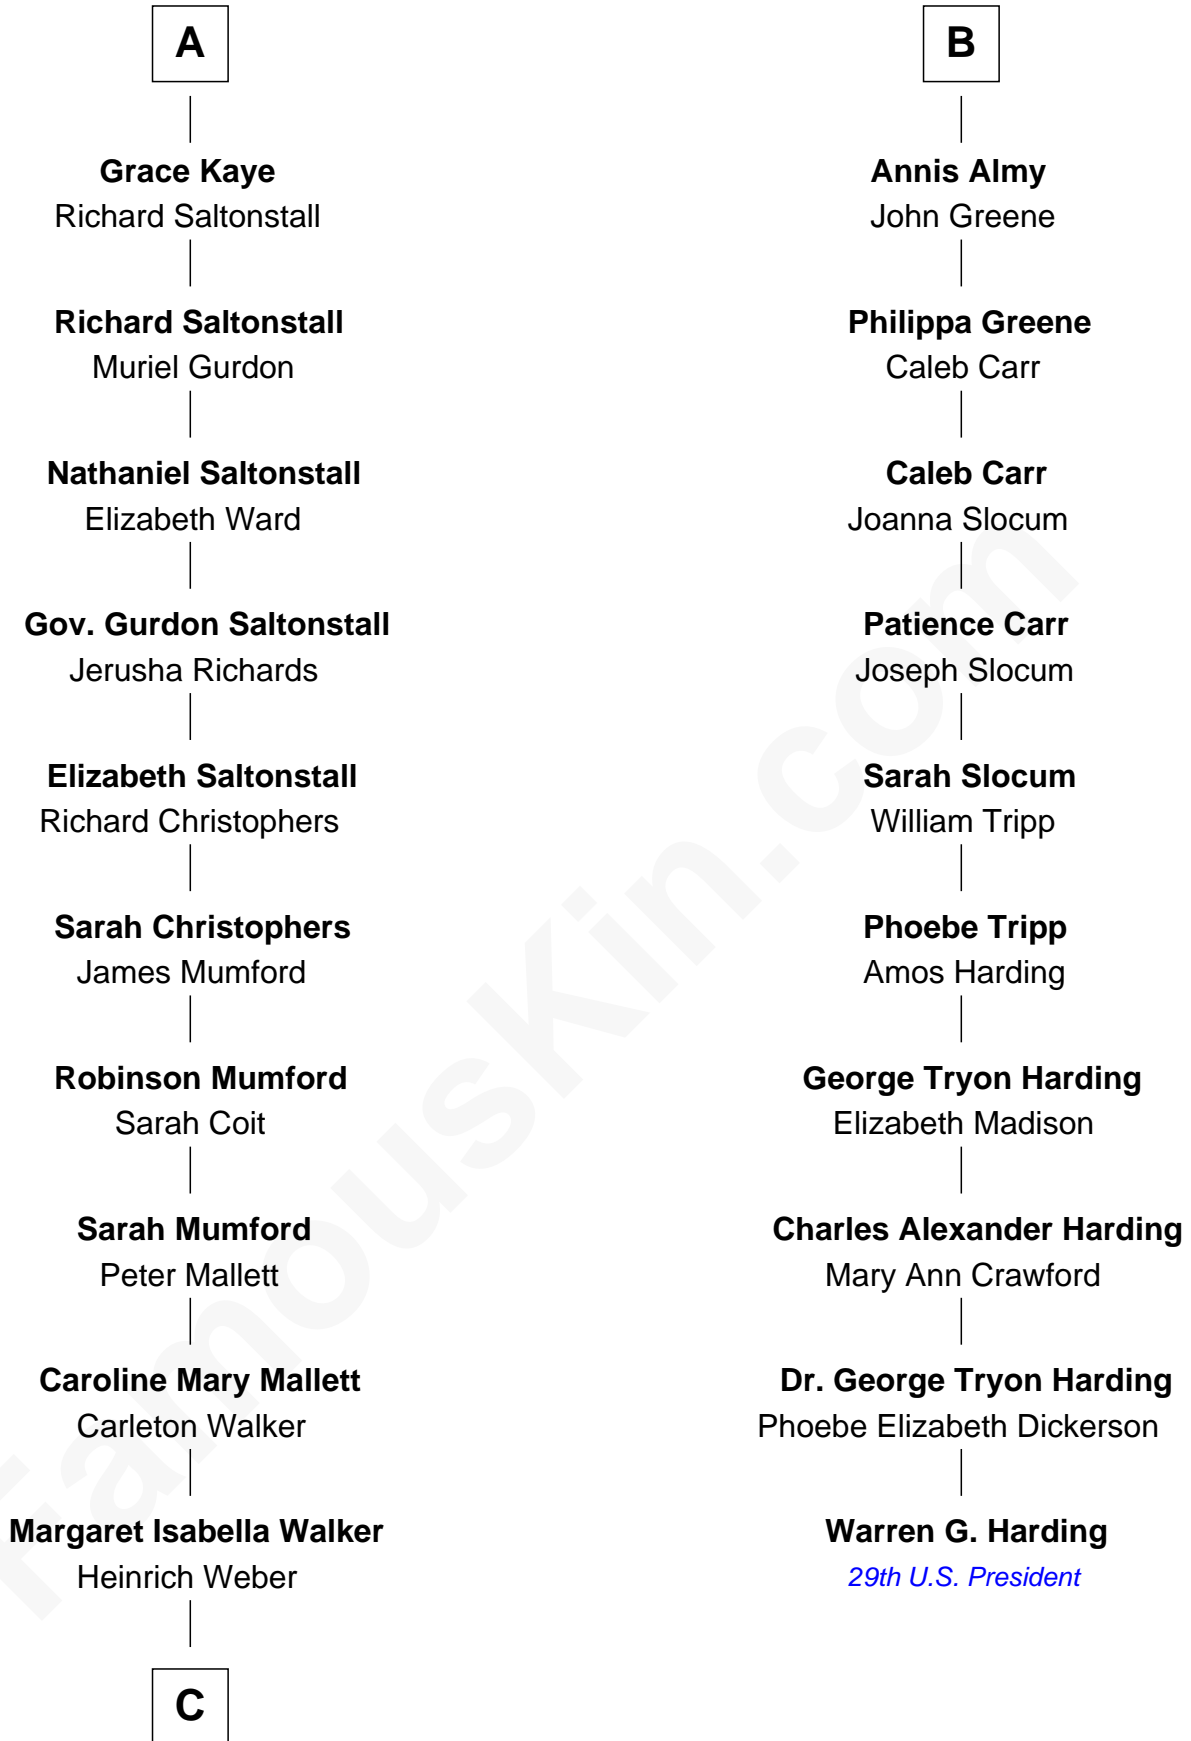 A
Grace Kaye
Richard Saltonstall
Richard Saltonstall
Muriel Gurdon
Nathaniel Saltonstall
Elizabeth Ward
Gov. Gurdon Saltonstall
Jerusha Richards
Elizabeth Saltonstall
Richard Christophers
Sarah Christophers
James Mumford
Robinson Mumford
Sarah Coit
Sarah Mumford
Peter Mallett
Caroline Mary Mallett
Carleton Walker
Margaret Isabella Walker
Heinrich Weber
C
B
Annis Almy
John Greene
Philippa Greene
Caleb Carr
Caleb Carr
Joanna Slocum
Patience Carr
Joseph Slocum
Sarah Slocum
William Tripp
Phoebe Tripp
Amos Harding
George Tryon Harding
Elizabeth Madison
Charles Alexander Harding
Mary Ann Crawford
Dr. George Tryon Harding
Phoebe Elizabeth Dickerson
Warren G. Harding
29th U.S. President
FamousKin.com